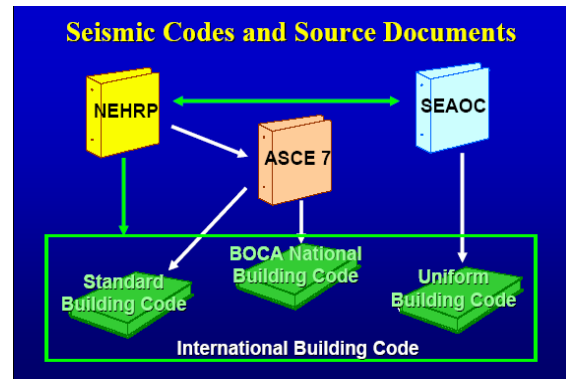 Seismic Codes and Source Documents
NEHRP
SEAOC
ASCE 7
BOCA National
Building Code
Standard
Building Code
Uniform
Building Code
International Building Code